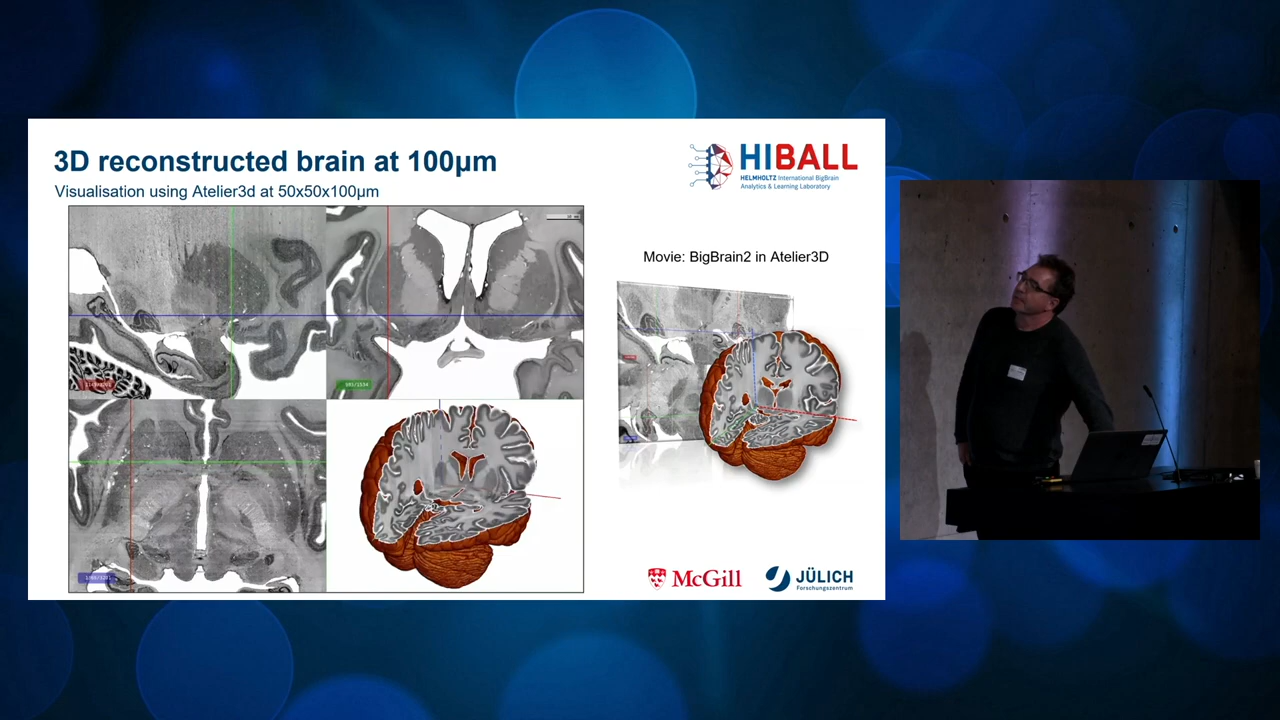 3D reconstructed brain at 100µm
Visualisation using Atelier3d at 50x50x100µm
HIBALL
HELMHOLTZ International BigBrain
Analytics & Learning Laboratory
Movie: BigBrain2 in Atelier3D
McGill
JÜLICH
Forschungszentrum